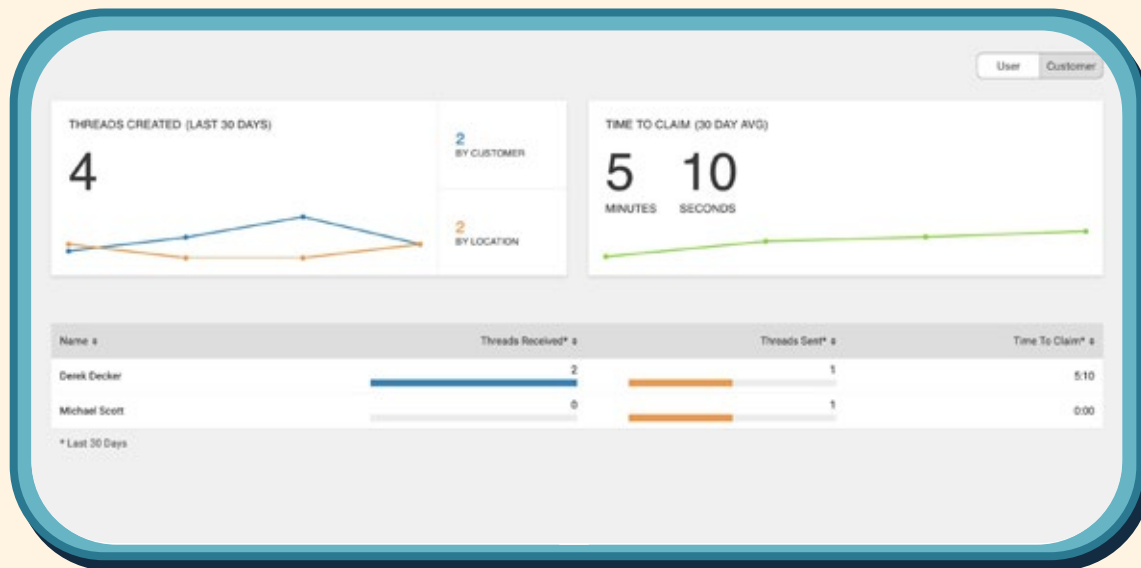 User Customer
THREADS CREATED (LAST 30 DAYS)
4
2
BY CUSTOMER
2
BY LOCATION
TIME TO CLAIM (30 DAY AVG)
5 10
MINUTES SECONDS
Name Threads Received* Threads Sent* Time To Claim*
Derek Decker 2 1 5:10
Michael Scott 0 1 0:00
* Last 30 Days